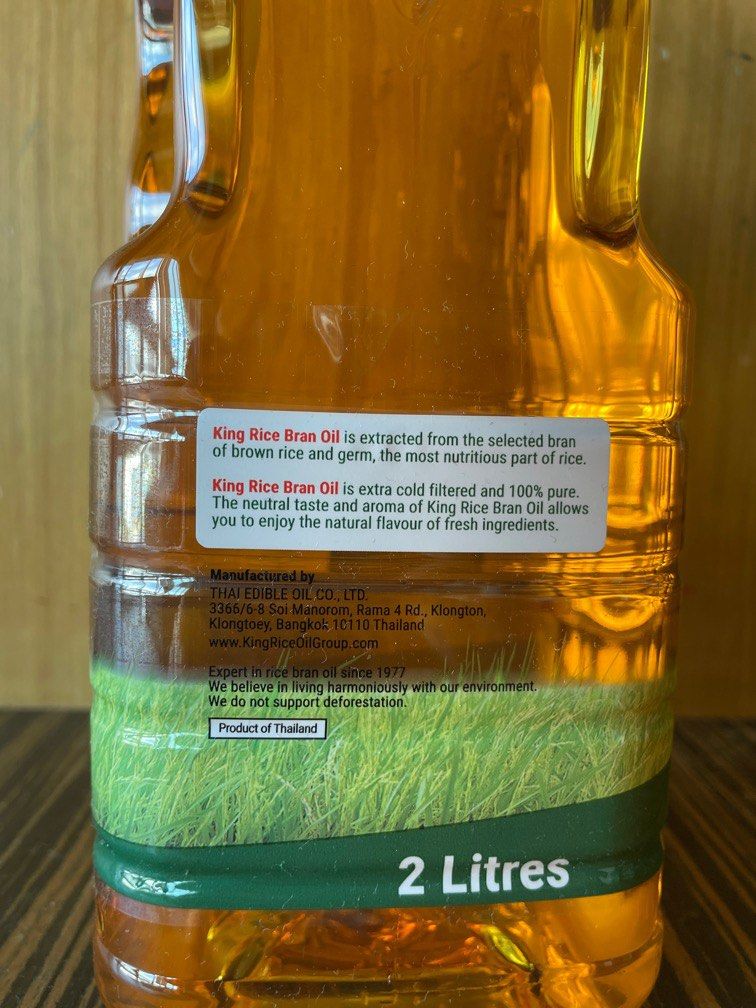 King Rice Bran Oil is extracted from the selected bran
of brown rice and germ, the most nutritious part of rice.
King Rice Bran Oil is extra cold filtered and 100% pure.
The neutral taste and aroma of King Rice Bran Oil allows
you to enjoy the natural flavour of fresh ingredients.
Manufactured by
THAI EDIBLE OIL CO., LTD.
3366/6-8 Soi Manorom, Rama 4 Rd., Klongton,
Klongtoey, Bangkok 10110 Thailand
www.KingRiceOilGroup.com
Expert in rice bran oil since 1977
We believe in living harmoniously with our environment.
We do not support deforestation.
Product of Thailand
2 Litres